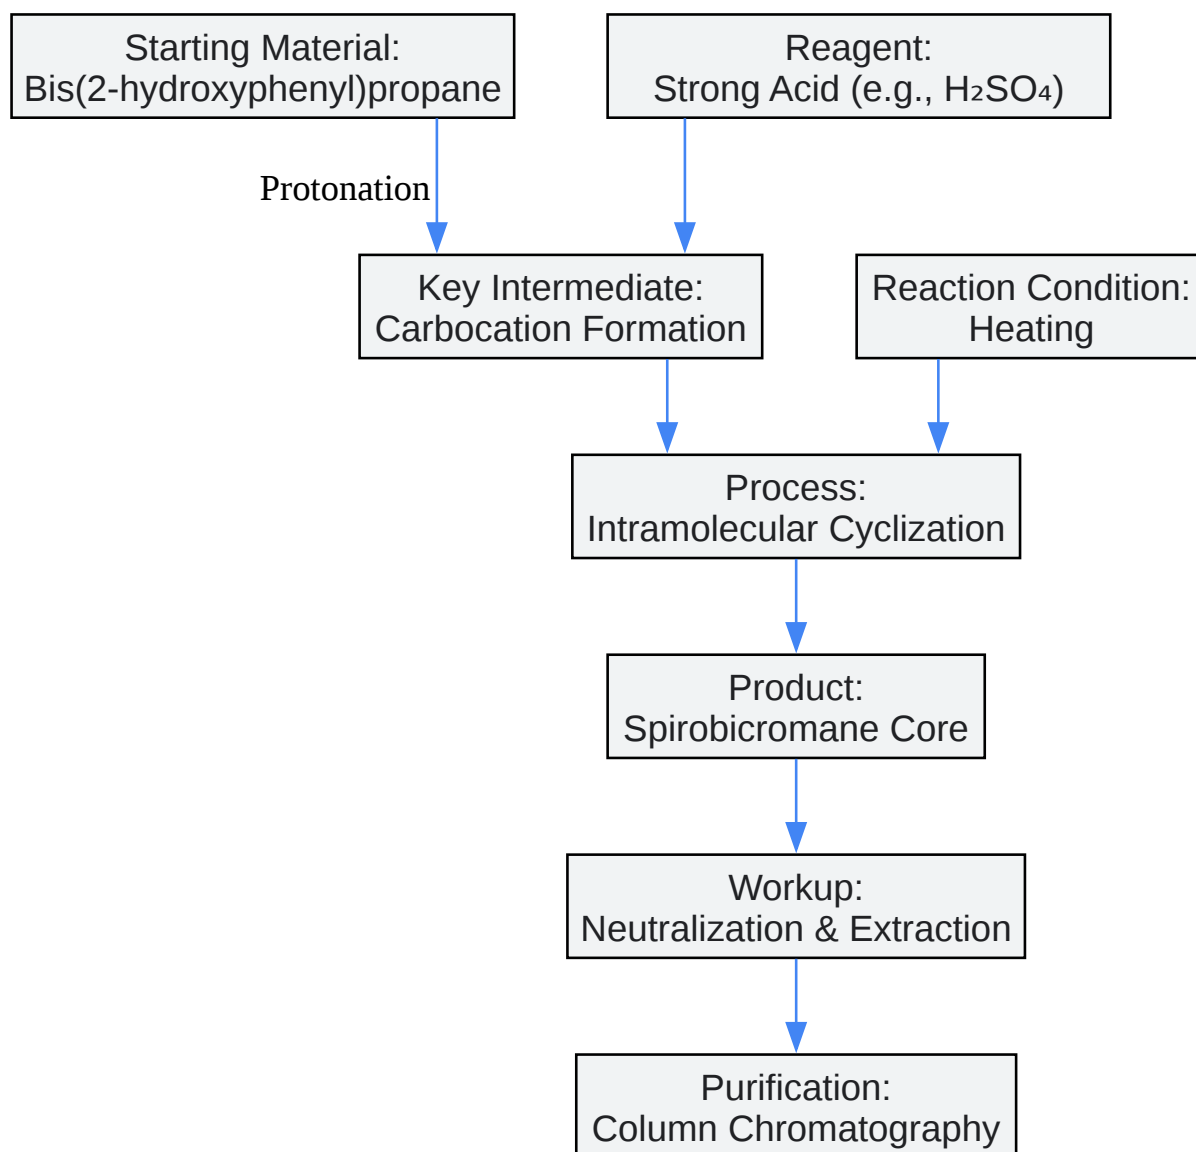 Starting Material:
Bis(2-hydroxyphenyl)propane
Reagent:
Strong Acid (e.g., H₂SO₄)
Protonation
Key Intermediate:
Carbocation Formation
Reaction Condition:
Heating
Process:
Intramolecular Cyclization
Product:
Spirobicromane Core
Workup:
Neutralization & Extraction
Purification:
Column Chromatography